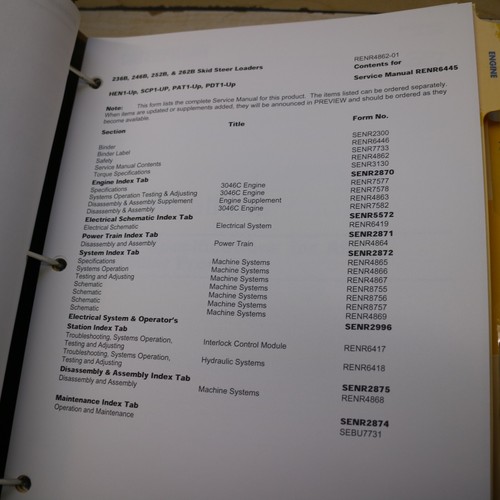 RENR4862-01
236B, 246B, 252B, & 262B Skid Steer Loaders
Contents for
HEN1-Up, SCP1-UP, PAT1-Up, PDT1-Up
Service Manual RENR6445
Note: This form lists the complete Service Manual for this product. The items listed can be ordered separately.
When items are updated or supplements added, they will be announced in PREVIEW and should be ordered as they
become available.
Section Title Form No.
Binder SENR2300
Binder Label RENR6446
Safety SENR7733
Service Manual Contents RENR4862
Torque Specifications SENR3130
Engine Index Tab SENR2870
Specifications 3046C Engine RENR7577
Systems Operation Testing & Adjusting 3046C Engine RENR7578
Disassembly & Assembly Supplement Engine Supplement RENR4863
Disassembly & Assembly 3046C Engine RENR7582
Electrical Schematic Index Tab SENR5572
Electrical Schematic Electrical System RENR6419
Power Train Index Tab SENR2871
Disassembly and Assembly Power Train RENR4864
System Index Tab SENR2872
Specifications Machine Systems RENR4865
Systems Operation Machine Systems RENR4866
Testing and Adjusting Machine Systems RENR4867
Schematic Machine Systems RENR8755
Schematic Machine Systems RENR8756
Schematic Machine Systems RENR8757
Schematic Machine Systems RENR4869
Electrical System & Operator's SENR2996
Station Index Tab
Troubleshooting, Systems Operation, Interlock Control Module RENR6417
Testing and Adjusting
Troubleshooting, Systems Operation, Hydraulic Systems RENR6418
Testing and Adjusting
Disassembly & Assembly Index Tab SENR2875
Disassembly and Assembly Machine Systems RENR4868
Maintenance Index Tab SENR2874
Operation and Maintenance SEBU7731
ENGINE